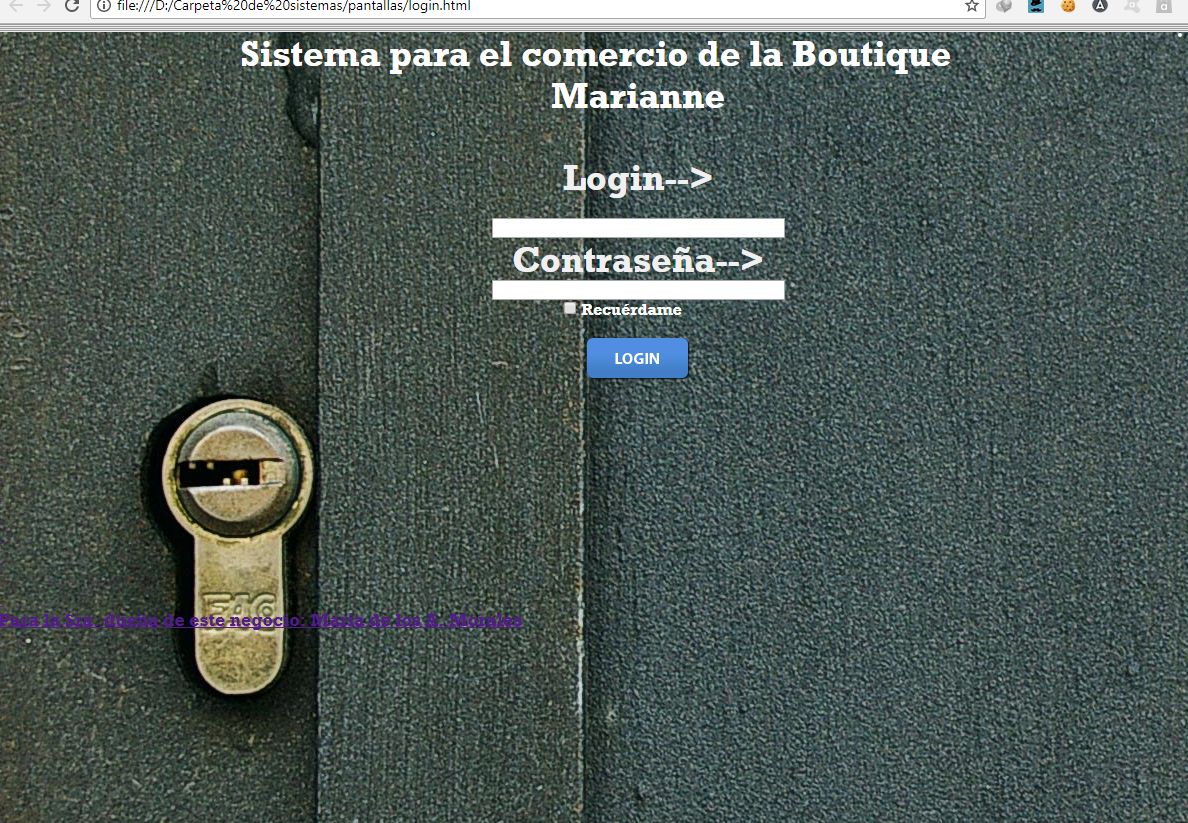 file:///D:/Carpeta%20de%20sistemas/pantallas/login.html
Sistema para el comercio de la Boutique
Marianne
Login-->
Contraseña-->
Recuérdame
LOGIN
FAC
Para la Sra. dueña de este negocio: Maria de los R. Morales